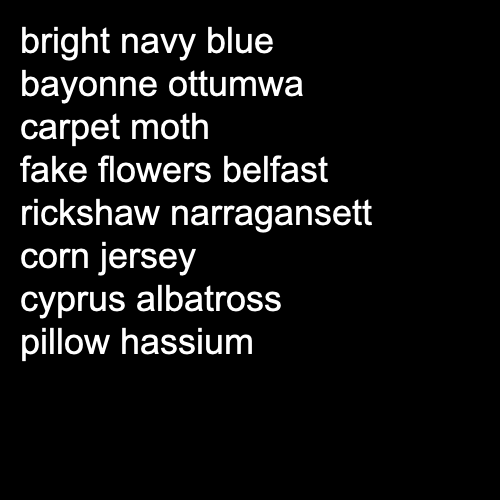 bright navy blue
bayonne ottumwa
carpet moth
fake flowers belfast
rickshaw narragansett
corn jersey
cyprus albatross
pillow hassium